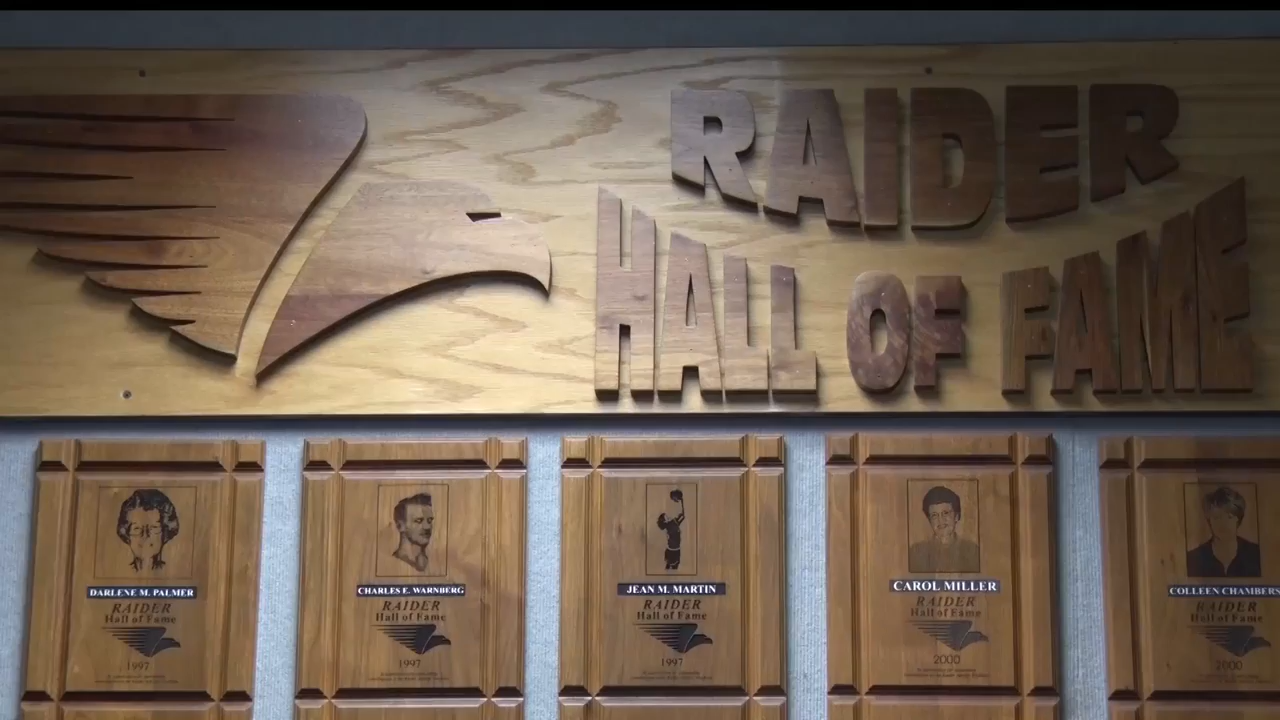 RAIDER
HALL OF FAME
DARLENE M. PALMER
RAIDER
Hall of Fame
1997
CHARLES E. WARNBERG
RAIDER
Hall of Fame
1997
JEAN M. MARTIN
RAIDER
Hall of Fame
1997
CAROL MILLER
RAIDER
Hall of Fame
2000
COLLEEN CHAMBERS
RAIDER
Hall of Fame
2000